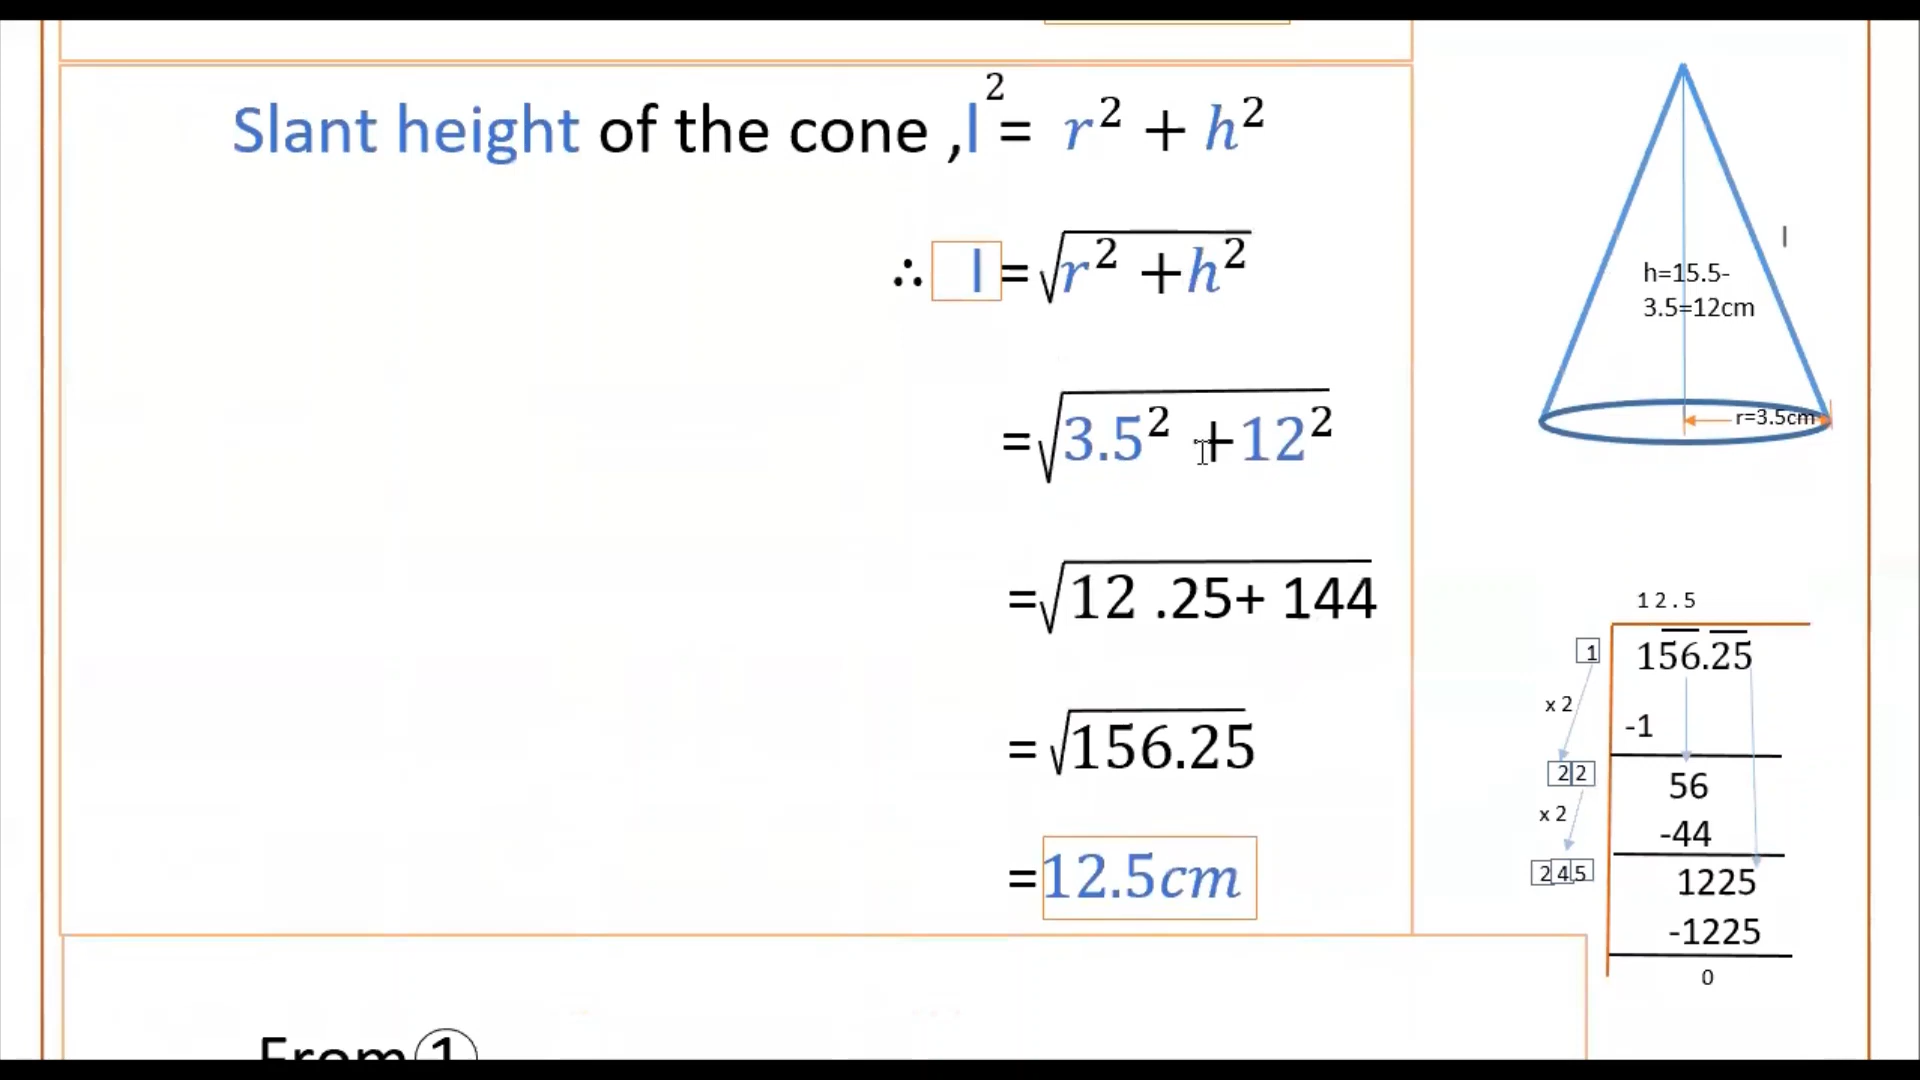 Slant height of the cone ,l² = r² + h²
∴ l = √r² + h²
= √3.5² + 12²
= √12 .25+ 144
= √156.25
= 12.5cm
From①
l
h=15.5-
3.5=12cm
r=3.5cm
12.5
1 156.25
x 2
-1
22 56
x 2
-44
245 1225
-1225
0